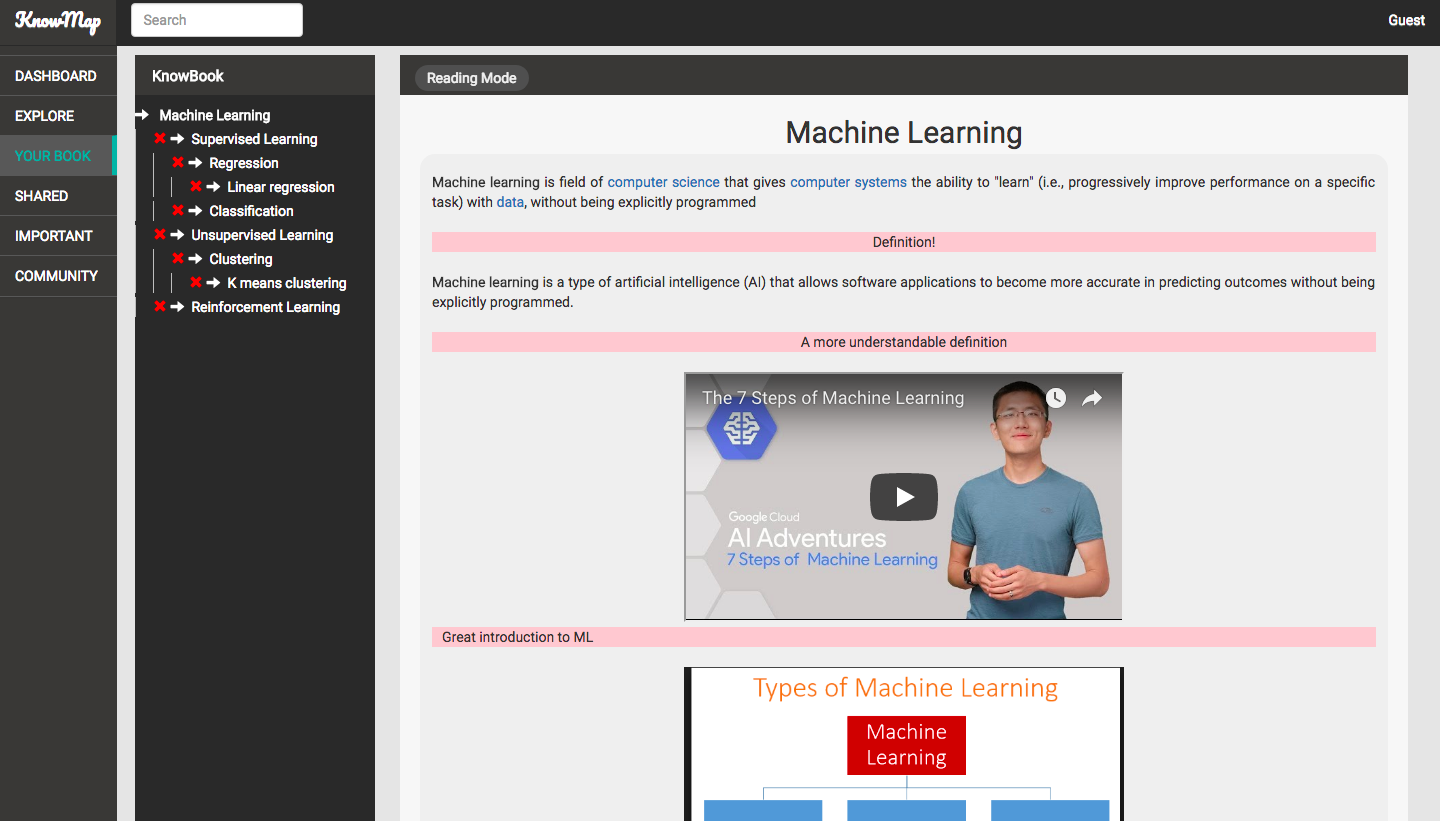 KnowMap
Search
Guest
DASHBOARD
EXPLORE
YOUR BOOK
SHARED
IMPORTANT
COMMUNITY
KnowBook
Machine Learning
Supervised Learning
Regression
Linear regression
Classification
Unsupervised Learning
Clustering
K means clustering
Reinforcement Learning
Reading Mode
Machine Learning
Machine learning is field of computer science that gives computer systems the ability to "learn" (i.e., progressively improve performance on a specific
task) with data, without being explicitly programmed
Definition!
Machine learning is a type of artificial intelligence (AI) that allows software applications to become more accurate in predicting outcomes without being
explicitly programmed.
A more understandable definition
The 7 Steps of Machine Learning
Google Cloud
AI Adventures
7 Steps of Machine Learning
Great introduction to ML
Types of Machine Learning
Machine
Learning